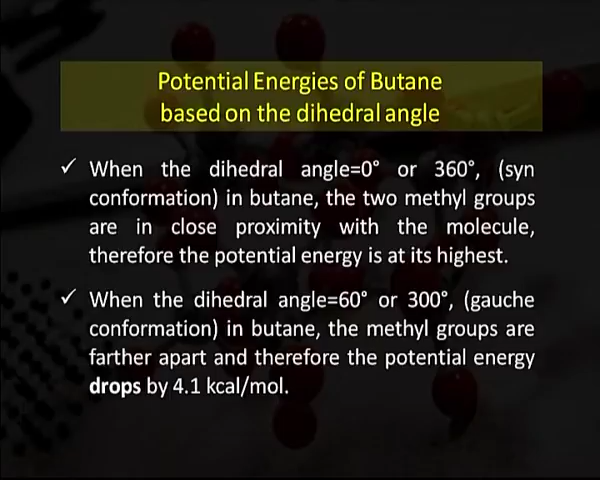 Potential Energies of Butane
based on the dihedral angle
✓ When the dihedral angle=0° or 360°, (syn
conformation) in butane, the two methyl groups
are in close proximity with the molecule,
therefore the potential energy is at its highest.
✓ When the dihedral angle=60° or 300°, (gauche
conformation) in butane, the methyl groups are
farther apart and therefore the potential energy
drops by 4.1 kcal/mol.